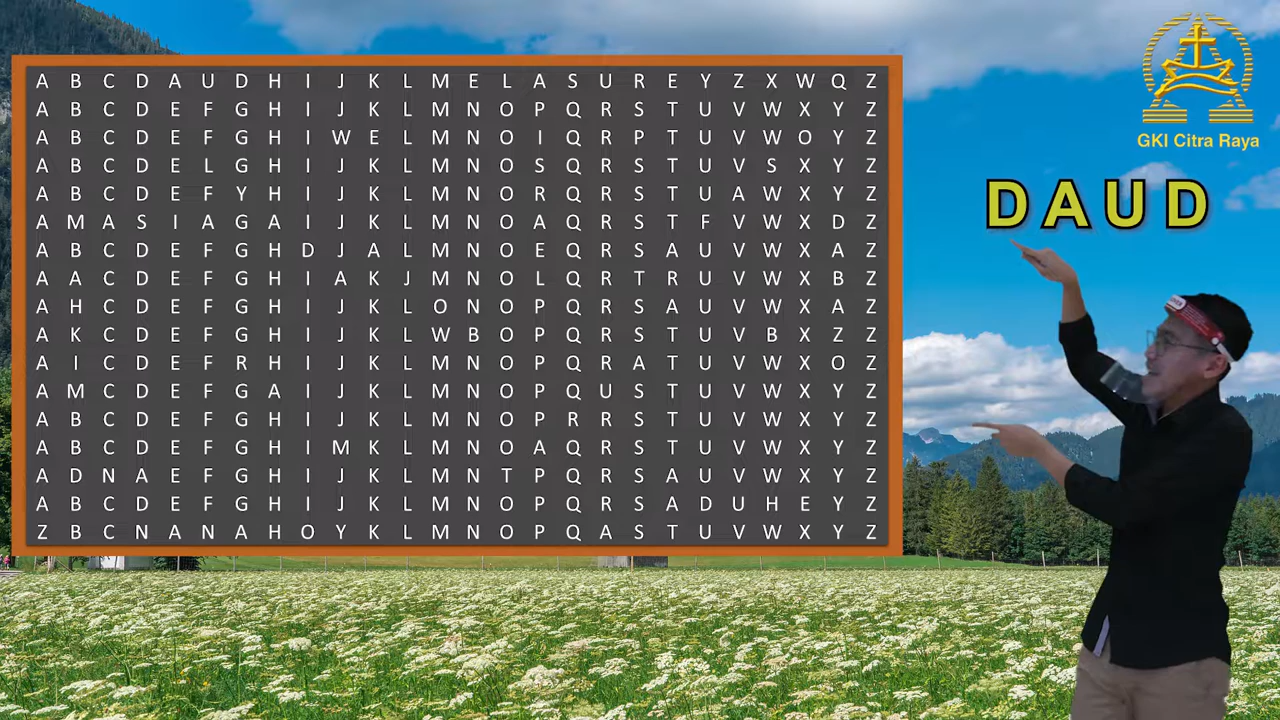 A B C D A U D H I J K L M E L A S U R E Y Z X W Q Z
A B C D E F G H I J K L M N O P Q R S T U V W X Y Z
A B C D E F G H I W E L M N O I Q R P T U V W O Y Z
A B C D E L G H I J K L M N O S Q R S T U V S X Y Z
A B C D E F Y H I J K L M N O R Q R S T U A W X Y Z
A M A S I A G A I J K L M N O A Q R S T F V W X D Z
A B C D E F G H D J A L M N O E Q R S A U V W X A Z
A A C D E F G H I A K J M N O L Q R T R U V W X B Z
A H C D E F G H I J K L O N O P Q R S A U V W X A Z
A K C D E F G H I J K L W B O P Q R S T U V B X Z Z
A I C D E F R H I J K L M N O P Q R A T U V W X O Z
A M C D E F G A I J K L M N O P Q U S T U V W X Y Z
A B C D E F G H I J K L M N O P R R S T U V W X Y Z
A B C D E F G H I M K L M N O A Q R S T U V W X Y Z
A D N A E F G H I J K L M N T P Q R S A U V W X Y Z
A B C D E F G H I J K L M N O P Q R S A D U H E Y Z
Z B C N A N A H O Y K L M N O P Q A S T U V W X Y Z
GKI Citra Raya
DAUD